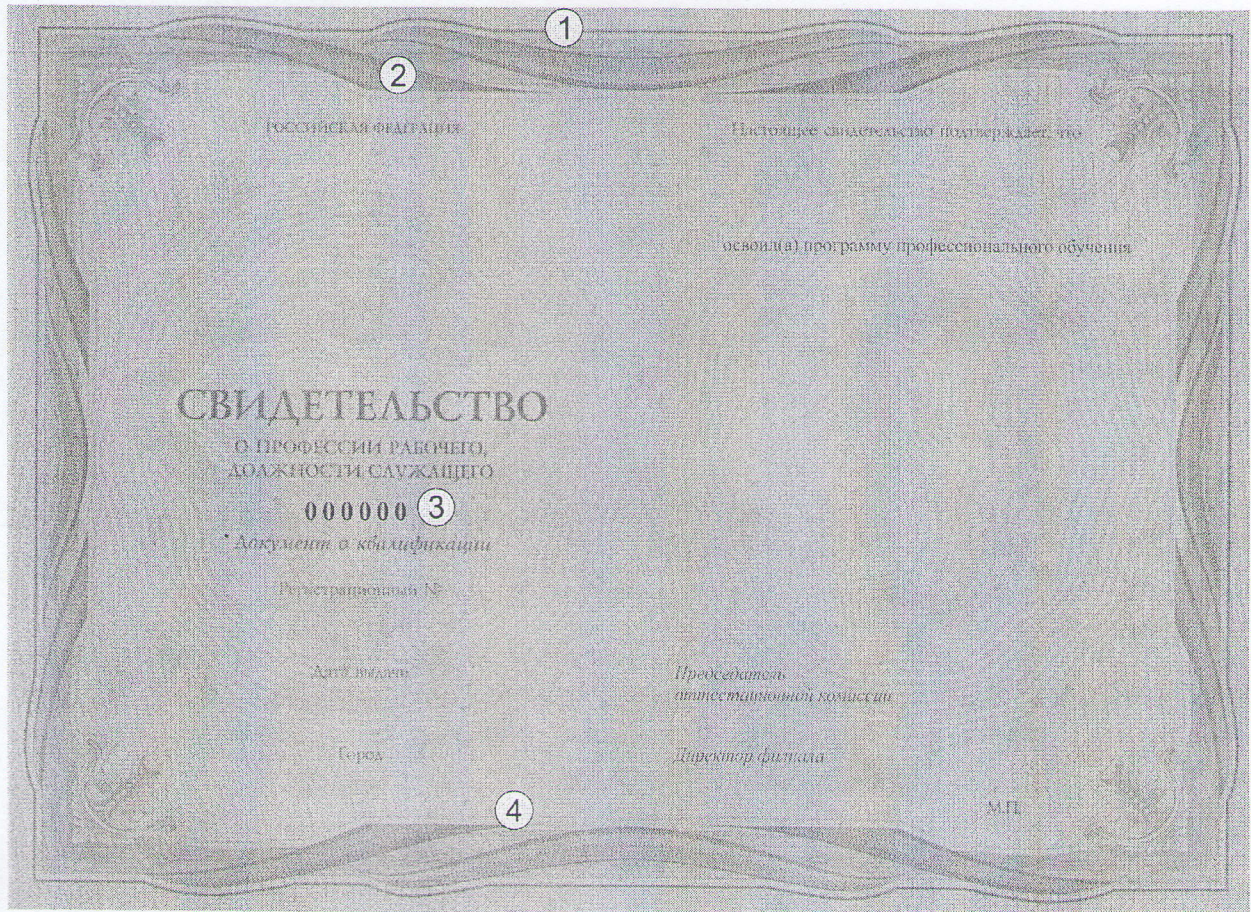 1
2
РОССИЙСКАЯ ФЕДЕРАЦИЯ
СВИДЕТЕЛЬСТВО
О ПРОФЕССИИ РАБОЧЕГО,
ДОЛЖНОСТИ СЛУЖАЩЕГО
000000 3
Документ о квалификации
Регистрационный №
Дата выдачи
Город
4
Настоящее свидетельство подтверждает, что
освоил(а) программу профессионального обучения
Председатель
аттестационной комиссии
Директор филиала
М.П.